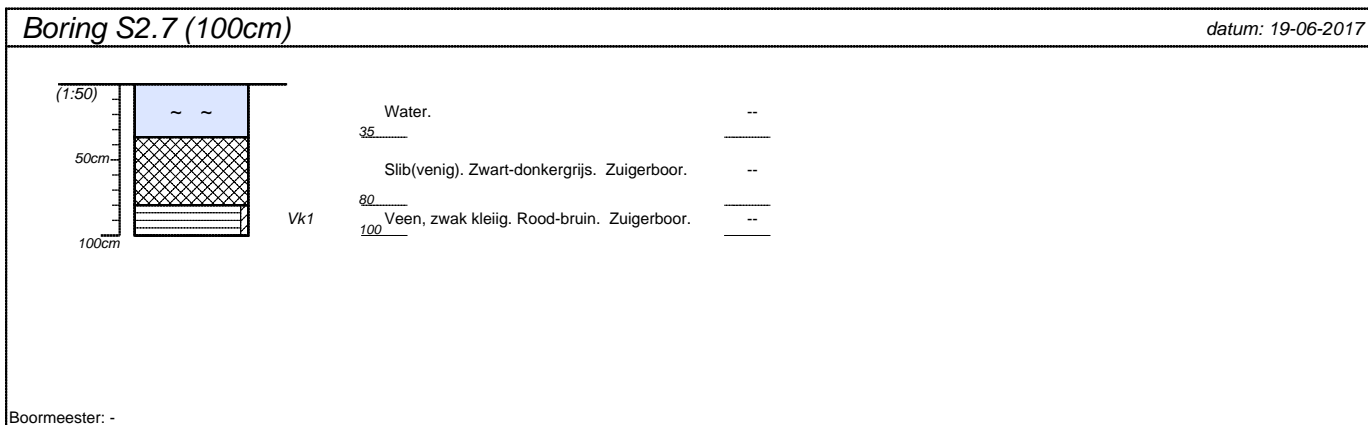 Boring S2.7 (100cm) datum: 19-06-2017
(1:50)
~ ~ Water. --
35
50cm Slib(venig). Zwart-donkergrijs. Zuigerboor. --
80
Vk1 Veen, zwak kleiig. Rood-bruin. Zuigerboor. --
100
100cm
Boormeester: -